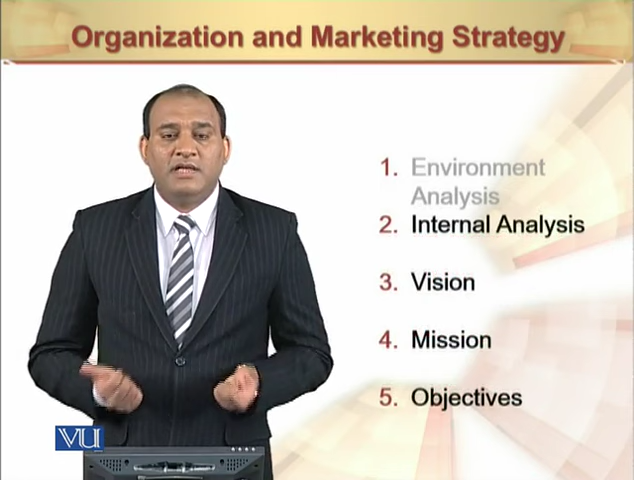 Organization and Marketing Strategy
1. Environment
Analysis
2. Internal Analysis
3. Vision
4. Mission
5. Objectives
VU